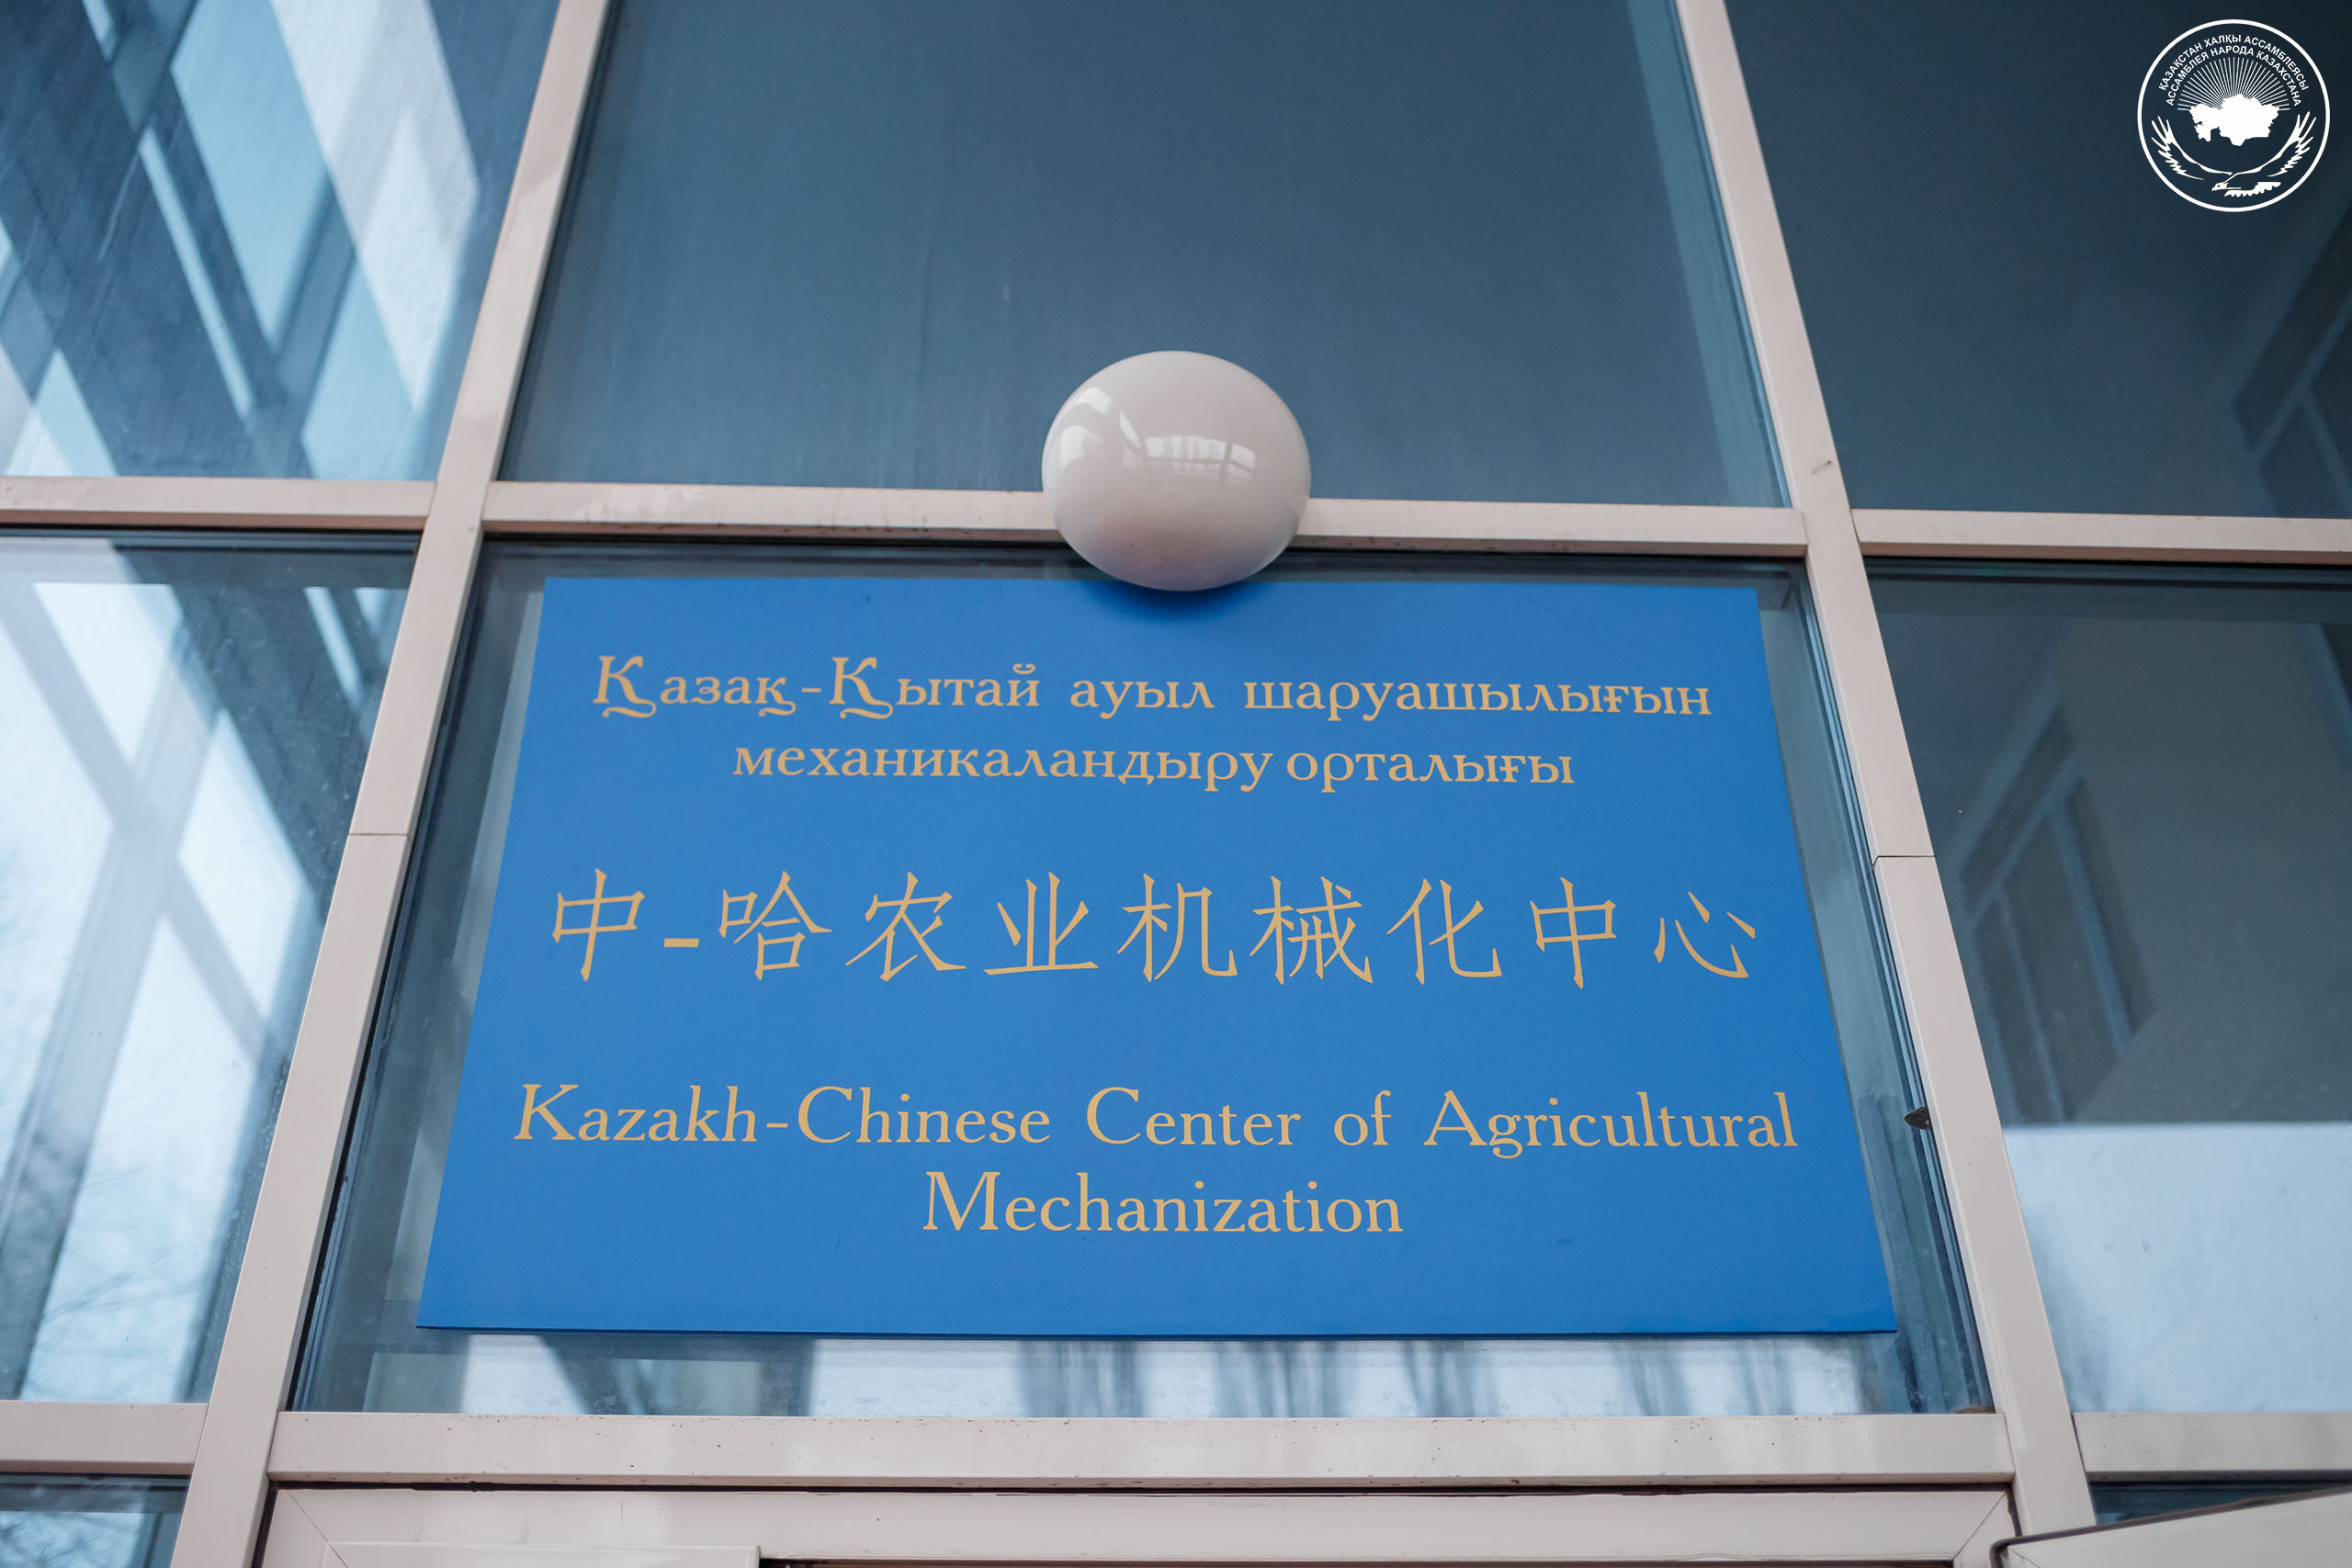 ҚАЗАҚСТАН ХАЛҚЫ АССАМБЛЕЯСЫ
АССАМБЛЕЯ НАРОДА КАЗАХСТАНА
Қазақ-Қытай ауыл шаруашылығын
механикаландыру орталығы
中-哈农业机械化中心
Kazakh-Chinese Center of Agricultural
Mechanization